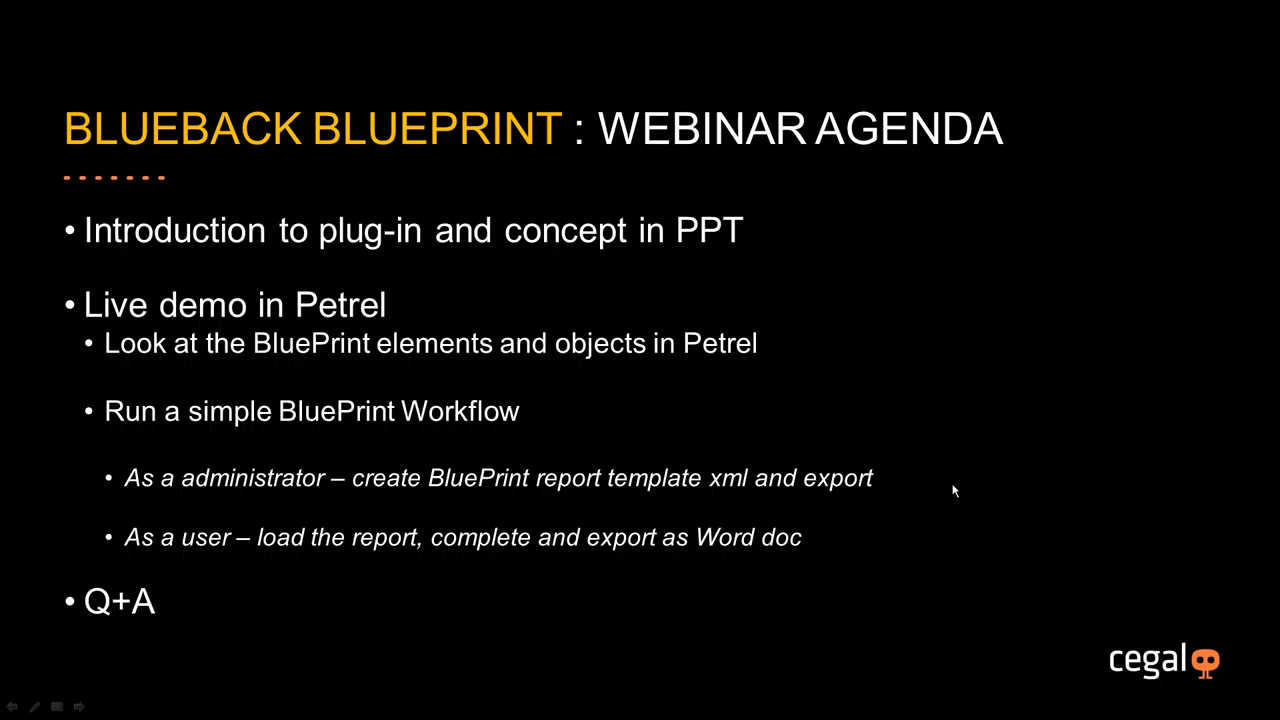 BLUEBACK BLUEPRINT : WEBINAR AGENDA
• Introduction to plug-in and concept in PPT
• Live demo in Petrel
• Look at the BluePrint elements and objects in Petrel
• Run a simple BluePrint Workflow
• As a administrator – create BluePrint report template xml and export
• As a user – load the report, complete and export as Word doc
• Q+A
cegal